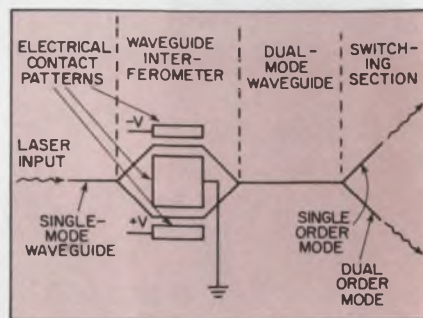 ELECTRICAL
CONTACT
PATTERNS
WAVEGUIDE
INTER-
FEROMETER
DUAL-
MODE
WAVEGUIDE
SWITCH-
ING
SECTION
–V
LASER
INPUT
+V
SINGLE-
MODE
WAVEGUIDE
SINGLE
ORDER
MODE
DUAL
ORDER
MODE